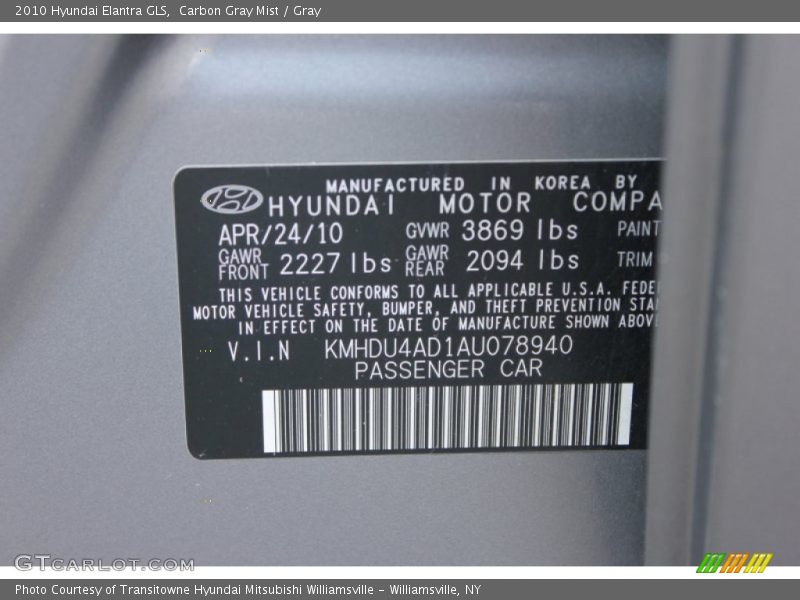 2010 Hyundai Elantra GLS,  Carbon Gray Mist / Gray
MANUFACTURED IN KOREA BY
HYUNDAI MOTOR COMPA
APR/24/10 GVWR 3869 lbs PAINT
GAWR FRONT 2227 lbs GAWR REAR 2094 lbs TRIM
THIS VEHICLE CONFORMS TO ALL APPLICABLE U.S.A. FEDE
MOTOR VEHICLE SAFETY, BUMPER, AND THEFT PREVENTION STA
IN EFFECT ON THE DATE OF MANUFACTURE SHOWN ABOV
V.I.N KMHDU4AD1AU078940
PASSENGER CAR
GTCARLOT.COM
Photo Courtesy of Transitowne Hyundai Mitsubishi Williamsville – Williamsville, NY